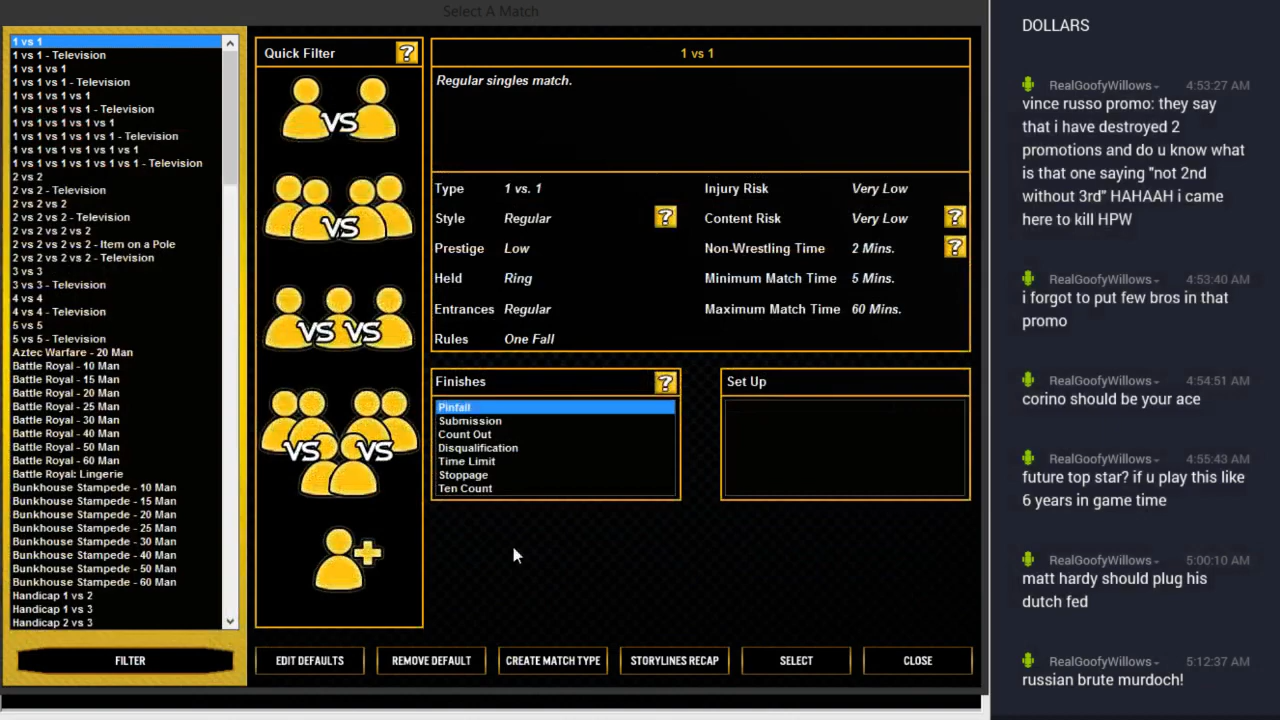 Select A Match
1 vs 1
1 vs 1 - Television
1 vs 1 vs 1
1 vs 1 vs 1 - Television
1 vs 1 vs 1 vs 1
1 vs 1 vs 1 vs 1 - Television
1 vs 1 vs 1 vs 1 vs 1
1 vs 1 vs 1 vs 1 vs 1 - Television
1 vs 1 vs 1 vs 1 vs 1 vs 1
1 vs 1 vs 1 vs 1 vs 1 vs 1 - Television
2 vs 2
2 vs 2 - Television
2 vs 2 vs 2
2 vs 2 vs 2 - Television
2 vs 2 vs 2 vs 2
2 vs 2 vs 2 vs 2 - Item on a Pole
2 vs 2 vs 2 vs 2 - Television
3 vs 3
3 vs 3 - Television
4 vs 4
4 vs 4 - Television
5 vs 5
5 vs 5 - Television
Aztec Warfare - 20 Man
Battle Royal - 10 Man
Battle Royal - 15 Man
Battle Royal - 20 Man
Battle Royal - 25 Man
Battle Royal - 30 Man
Battle Royal - 40 Man
Battle Royal - 50 Man
Battle Royal - 60 Man
Battle Royal: Lingerie
Bunkhouse Stampede - 10 Man
Bunkhouse Stampede - 15 Man
Bunkhouse Stampede - 20 Man
Bunkhouse Stampede - 25 Man
Bunkhouse Stampede - 30 Man
Bunkhouse Stampede - 40 Man
Bunkhouse Stampede - 50 Man
Bunkhouse Stampede - 60 Man
Handicap 1 vs 2
Handicap 1 vs 3
Handicap 2 vs 3
FILTER
Quick Filter ?
VS
VS
VS VS
VS VS
1 vs 1
Regular singles match.
Type 1 vs. 1 Injury Risk Very Low
Style Regular ? Content Risk Very Low ?
Prestige Low Non-Wrestling Time 2 Mins. ?
Held Ring Minimum Match Time 5 Mins.
Entrances Regular Maximum Match Time 60 Mins.
Rules One Fall
Finishes ?
Pinfall
Submission
Count Out
Disqualification
Time Limit
Stoppage
Ten Count
Set Up
EDIT DEFAULTS REMOVE DEFAULT CREATE MATCH TYPE STORYLINES RECAP SELECT CLOSE
DOLLARS
RealGoofyWillows 4:53:27 AM
vince russo promo: they say
that i have destroyed 2
promotions and do u know what
is that one saying "not 2nd
without 3rd" HAHAAH i came
here to kill HPW
RealGoofyWillows 4:53:40 AM
i forgot to put few bros in that
promo
RealGoofyWillows 4:54:51 AM
corino should be your ace
RealGoofyWillows 4:55:43 AM
future top star? if u play this like
6 years in game time
RealGoofyWillows 5:00:10 AM
matt hardy should plug his
dutch fed
RealGoofyWillows 5:12:37 AM
russian brute murdoch!